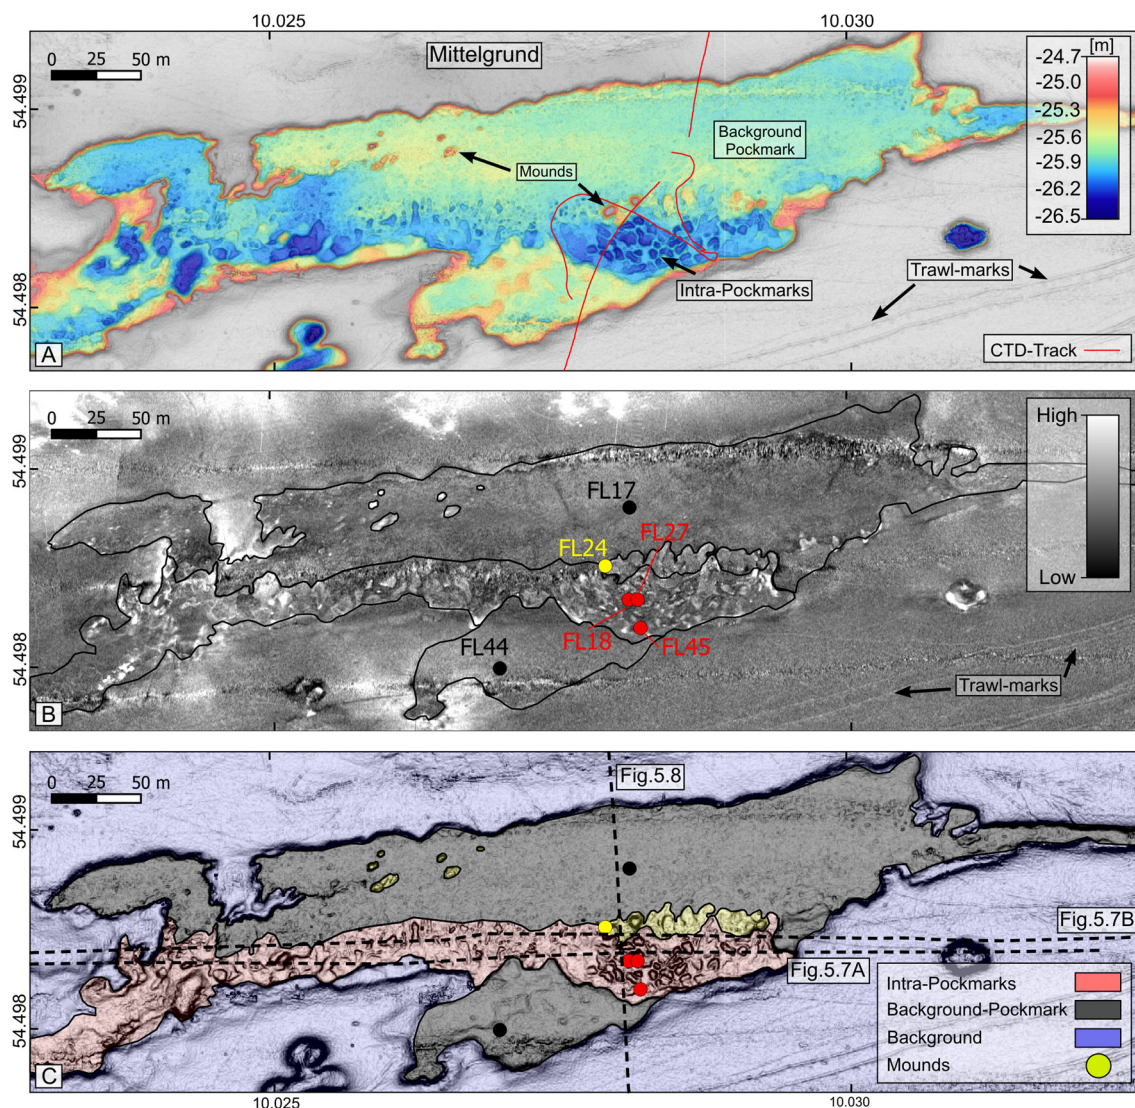 10.025
10.030
Mittelgrund
0 25 50 m
[m]
-24.7
-25.0
-25.3
-25.6
-25.9
-26.2
-26.5
54.499
Background
Pockmark
Mounds
Trawl-marks
Intra-Pockmarks
54.498
A
CTD-Track
0 25 50 m
High
Low
54.499
FL17
FL27
FL24
FL18
FL45
FL44
54.498
Trawl-marks
B
0 25 50 m
Fig.5.8
54.499
Fig.5.7B
Fig.5.7A
Intra-Pockmarks
Background-Pockmark
Background
Mounds
54.498
C
10.025
10.030